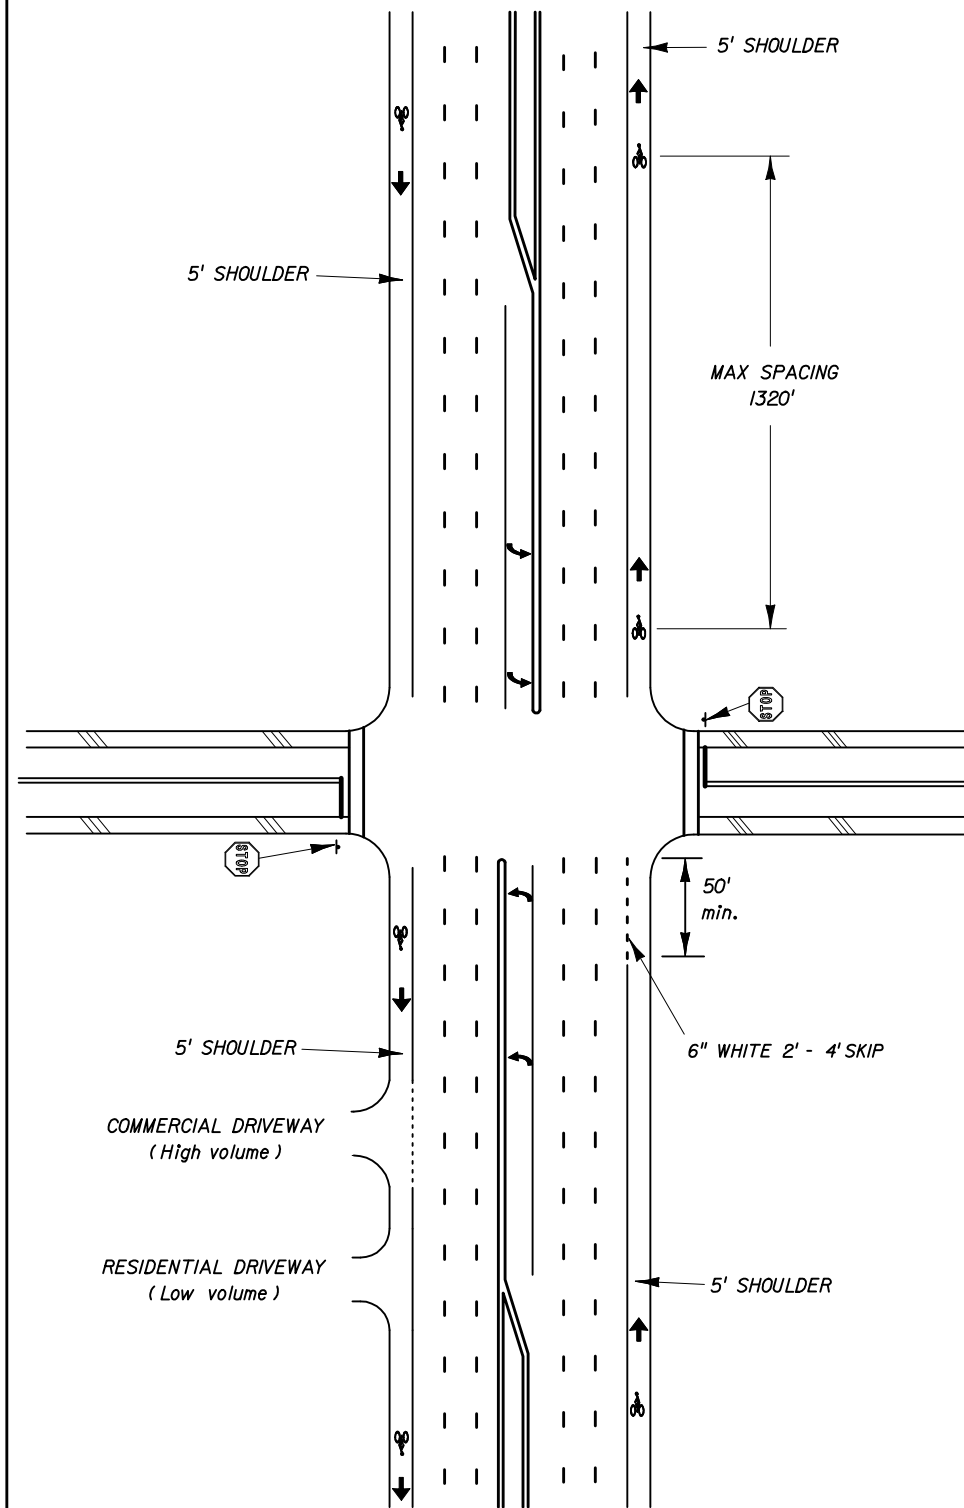 5' SHOULDER
5' SHOULDER
MAX SPACING
1320'
STOP
STOP
50'
min.
5' SHOULDER
6" WHITE 2' - 4' SKIP
COMMERCIAL DRIVEWAY
( High volume )
RESIDENTIAL DRIVEWAY
( Low volume )
5' SHOULDER